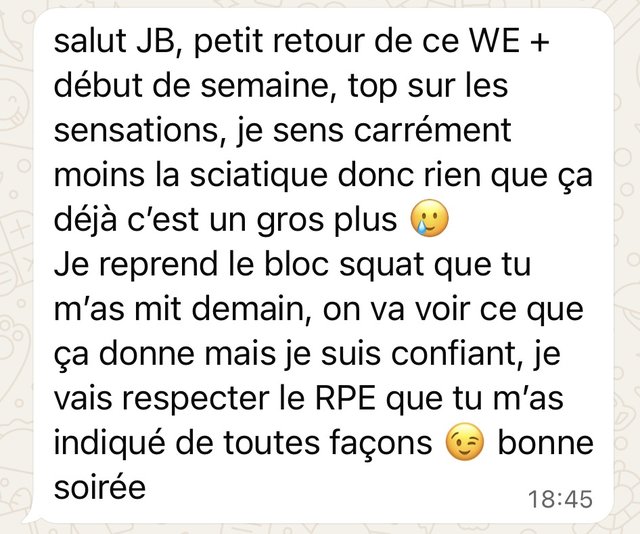 salut JB, petit retour de ce WE +
début de semaine, top sur les
sensations, je sens carrément
moins la sciatique donc rien que ça
déjà c’est un gros plus 🥲
Je reprend le bloc squat que tu
m’as mit demain, on va voir ce que
ça donne mais je suis confiant, je
vais respecter le RPE que tu m’as
indiqué de toutes façons 😉 bonne
soirée
18:45